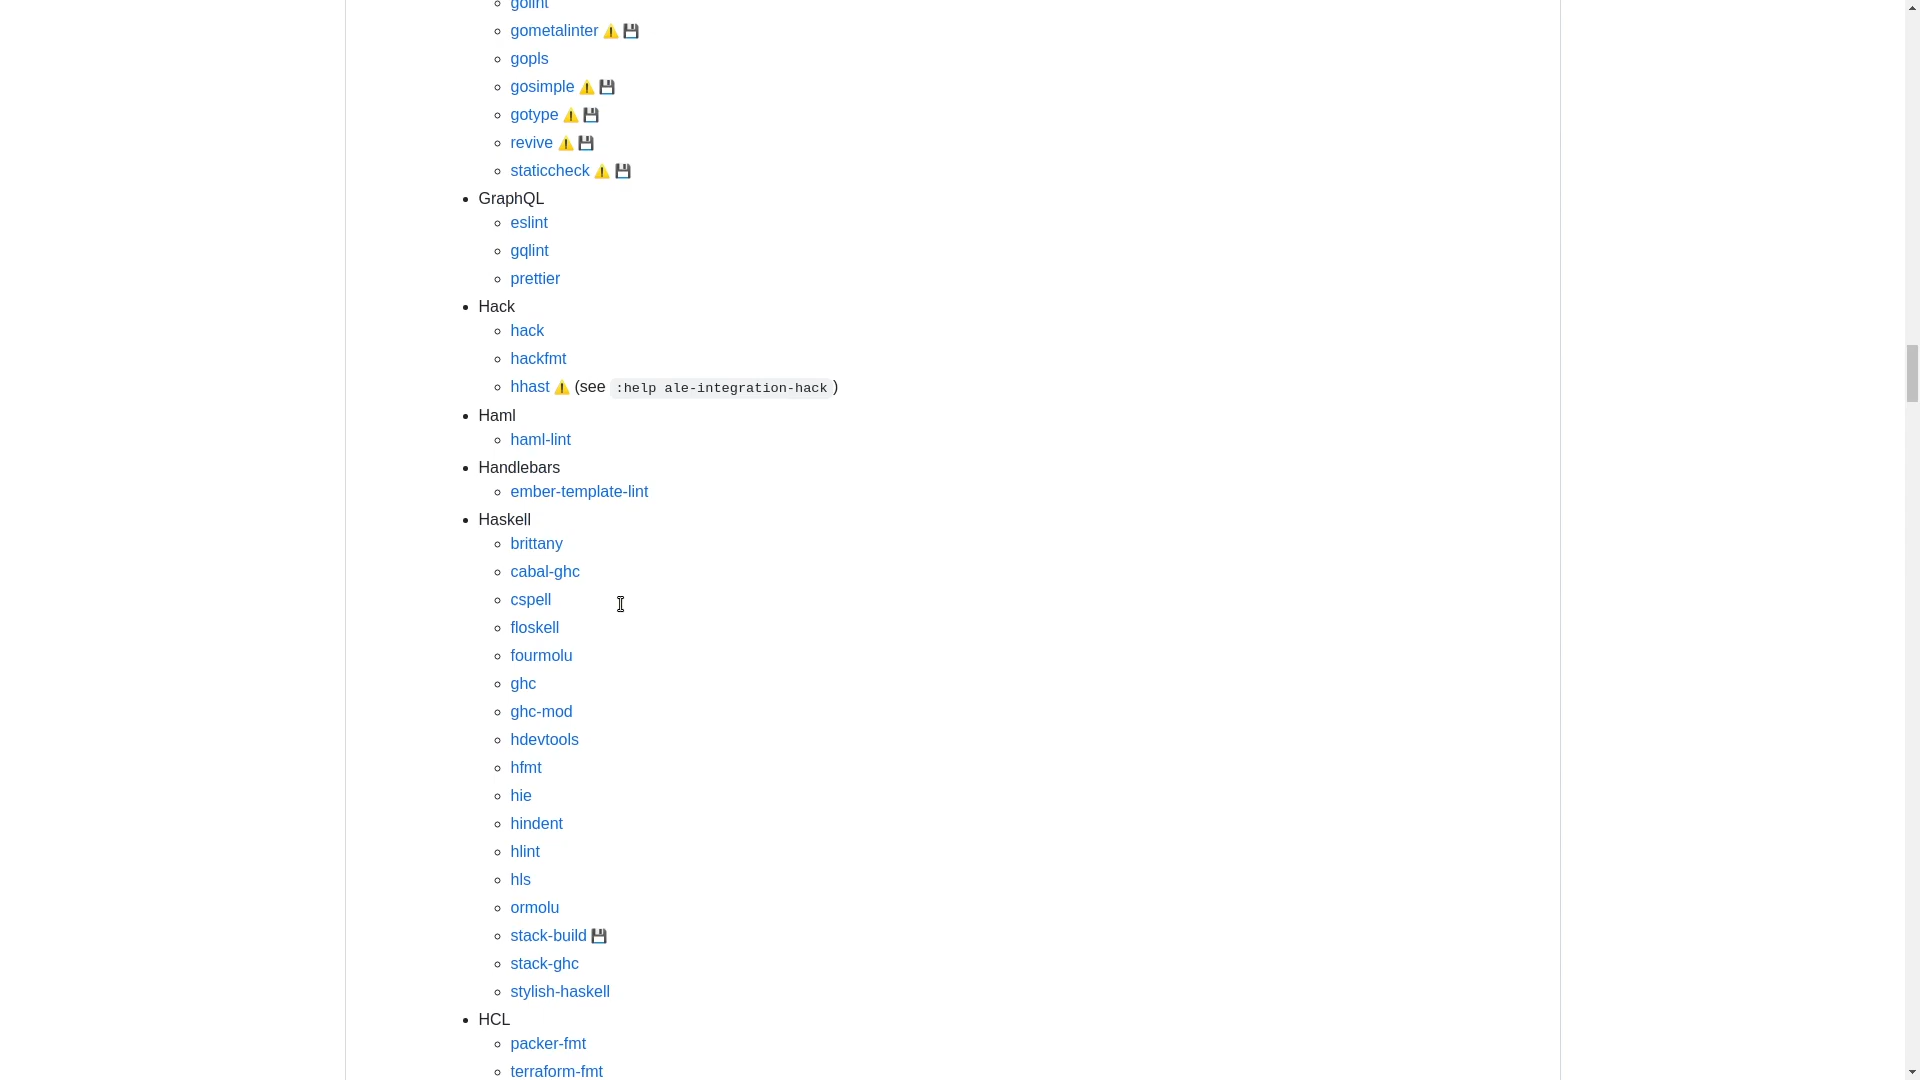 golint
gometalinter ⚠️ 💾
gopls
gosimple ⚠️ 💾
gotype ⚠️ 💾
revive ⚠️ 💾
staticcheck ⚠️ 💾
GraphQL
eslint
gqlint
prettier
Hack
hack
hackfmt
hhast ⚠️ (see :help ale-integration-hack)
Haml
haml-lint
Handlebars
ember-template-lint
Haskell
brittany
cabal-ghc
cspell
floskell
fourmolu
ghc
ghc-mod
hdevtools
hfmt
hie
hindent
hlint
hls
ormolu
stack-build 💾
stack-ghc
stylish-haskell
HCL
packer-fmt
terraform-fmt